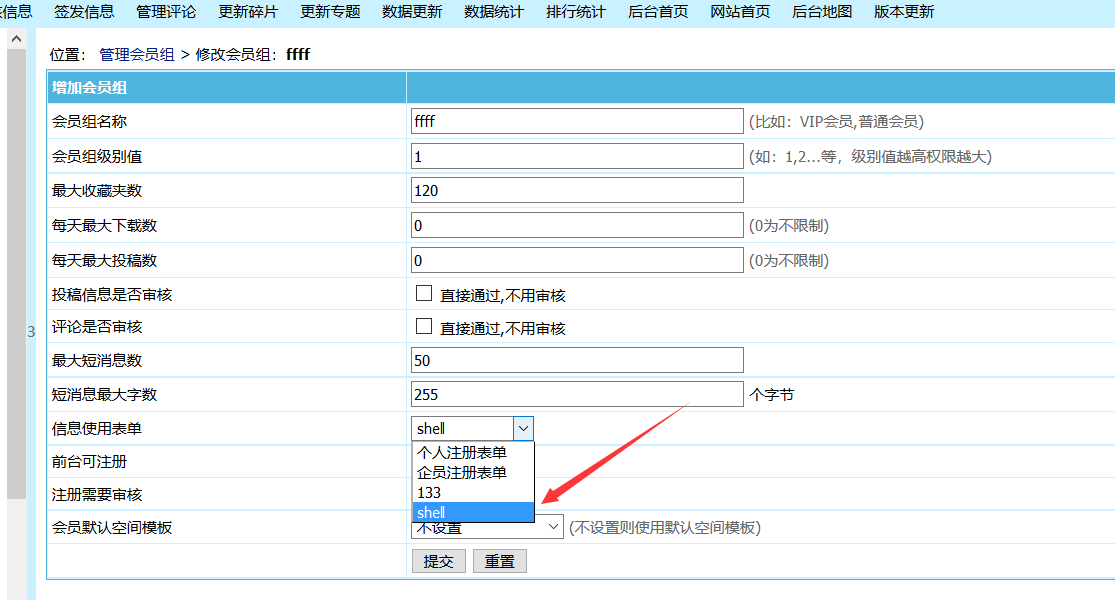 信息 签发信息 管理评论 更新碎片 更新专题 数据更新 数据统计 排行统计 后台首页 网站首页 后台地图 版本更新
位置： 管理会员组 > 修改会员组：ffff
增加会员组
会员组名称 ffff (比如：VIP会员,普通会员)
会员组级别值 1 (如：1,2...等，级别值越高权限越大)
最大收藏夹数 120
每天最大下载数 0 (0为不限制)
每天最大投稿数 0 (0为不限制)
投稿信息是否审核 直接通过,不用审核
3
评论是否审核 直接通过,不用审核
最大短消息数 50
短消息最大字数 255 个字节
信息使用表单 shell
个人注册表单
前台可注册
企员注册表单
133
注册需要审核
shell
会员默认空间模板 不设置 (不设置则使用默认空间模板)
提交 重置